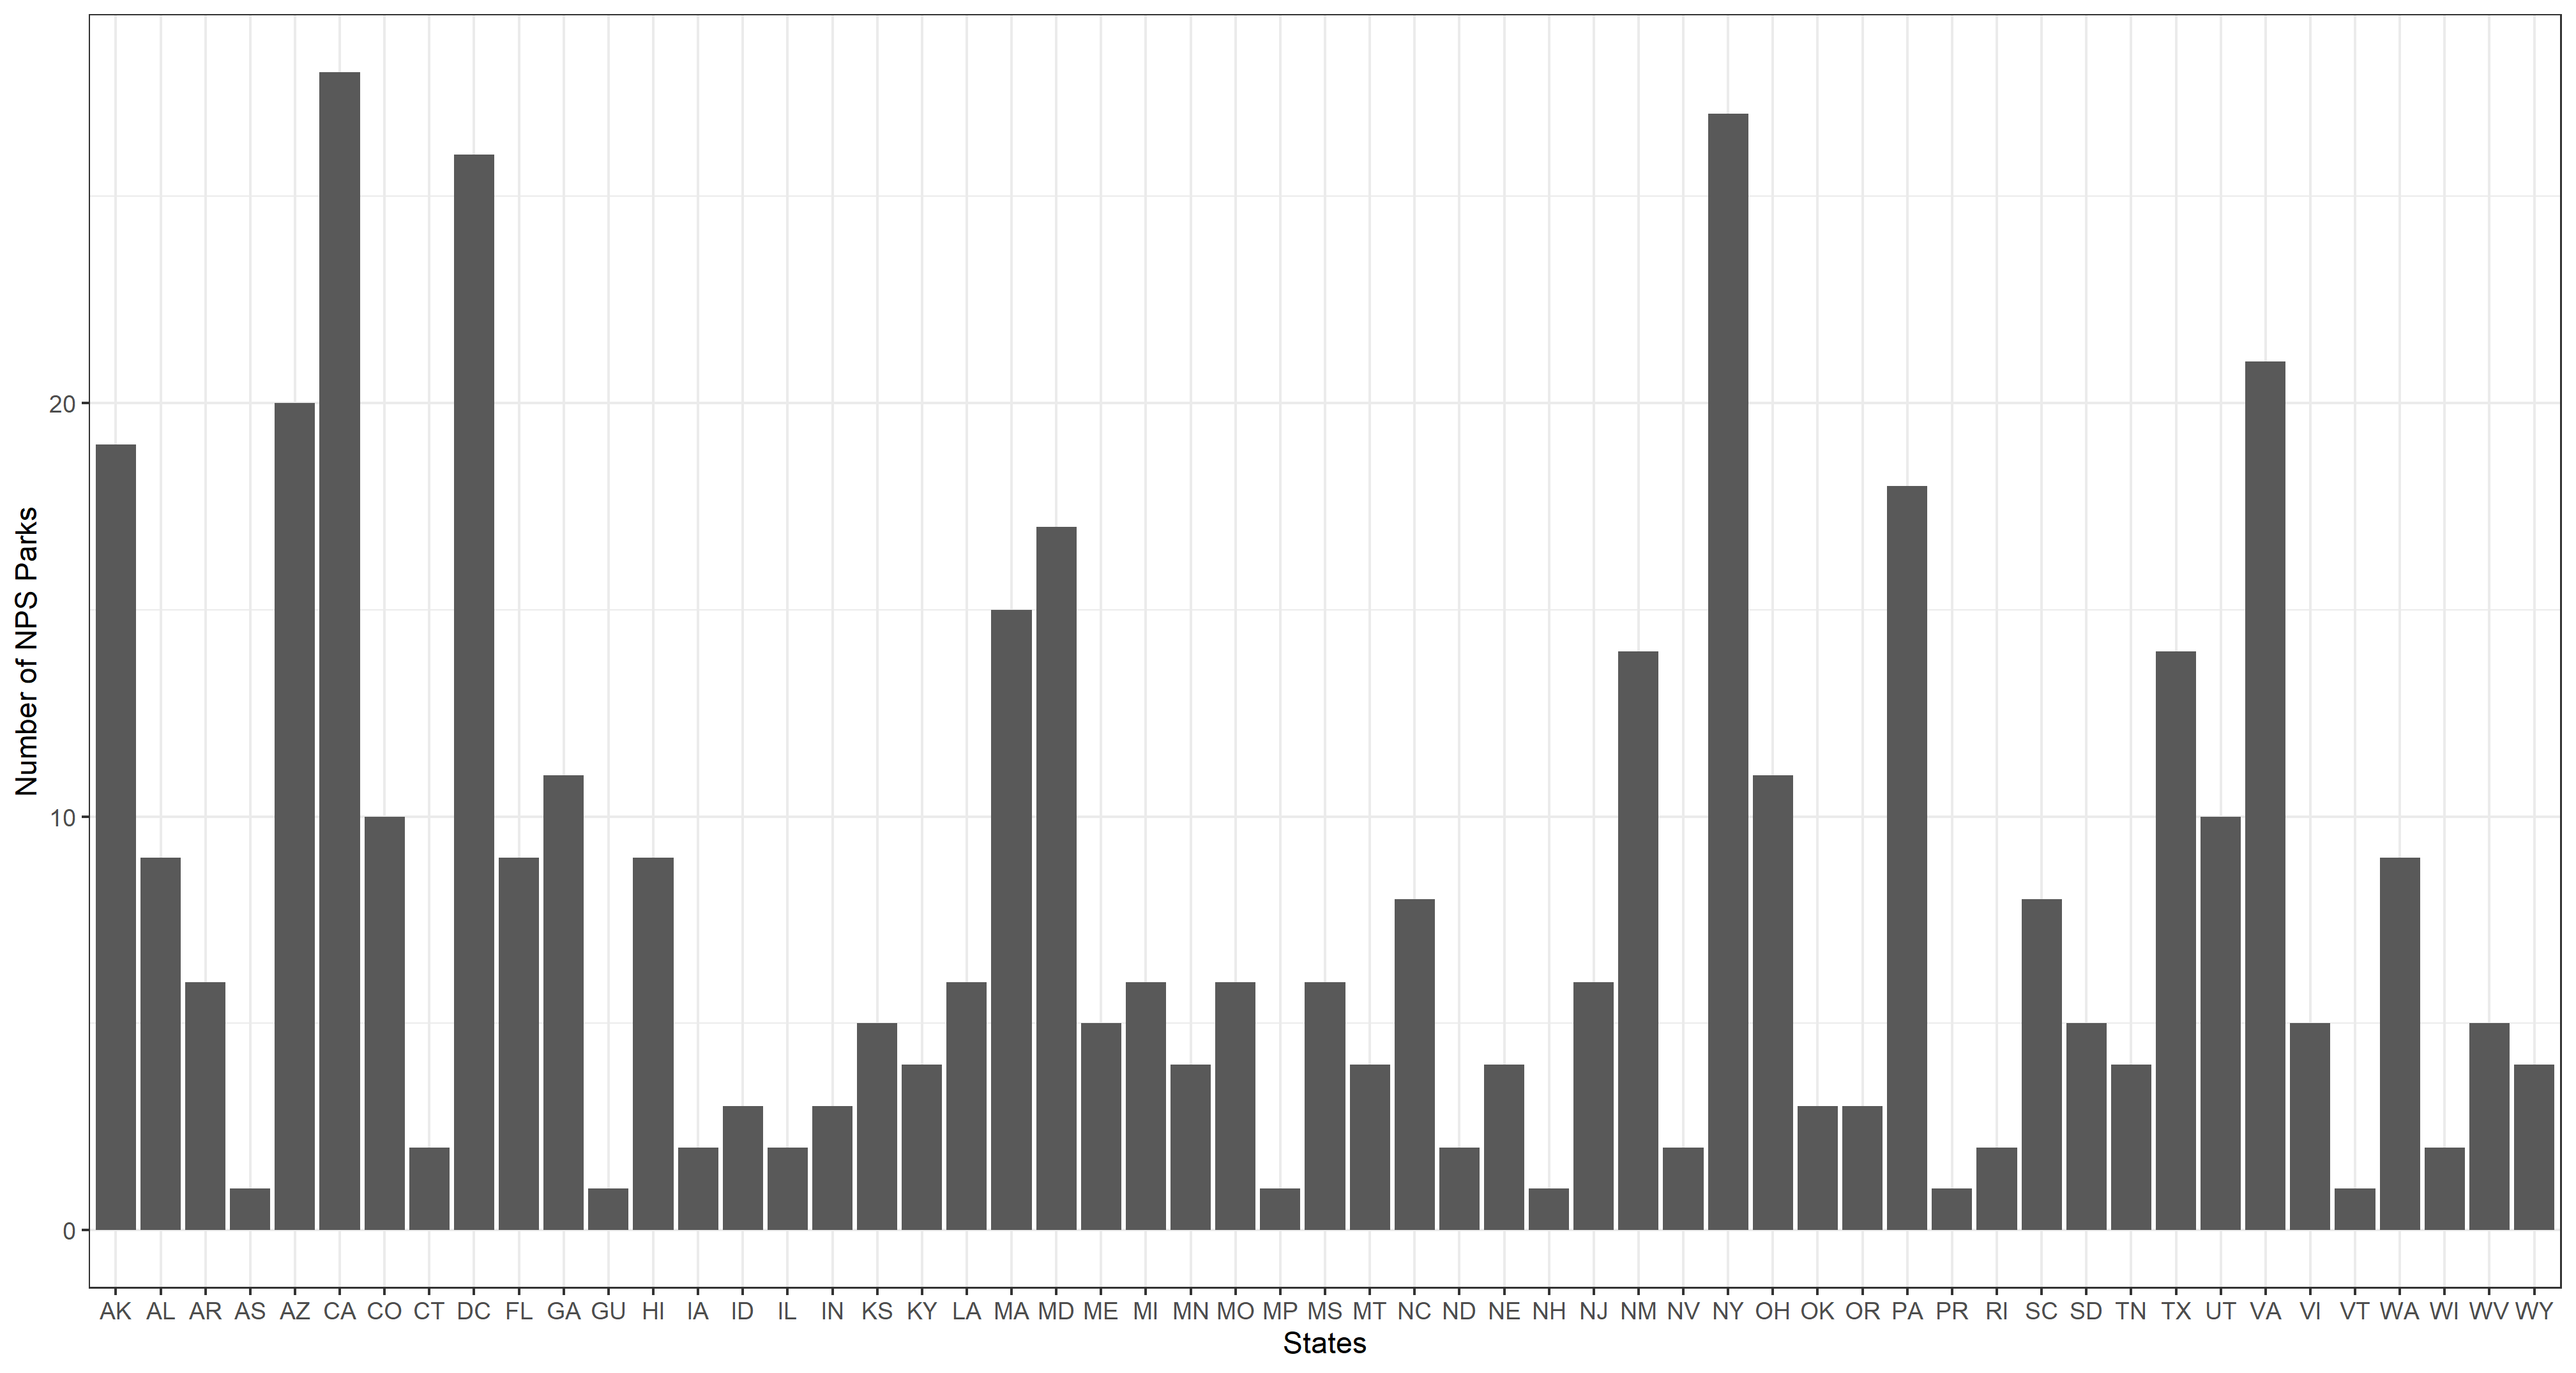 Number of NPS Parks
20
10
0
AK AL AR AS AZ CA CO CT DC FL GA GU HI IA ID IL IN KS KY LA MA MD ME MI MN MO MP MS MT NC ND NE NH NJ NM NV NY OH OK OR PA PR RI SC SD TN TX UT VA VI VT WA WI WV WY
States